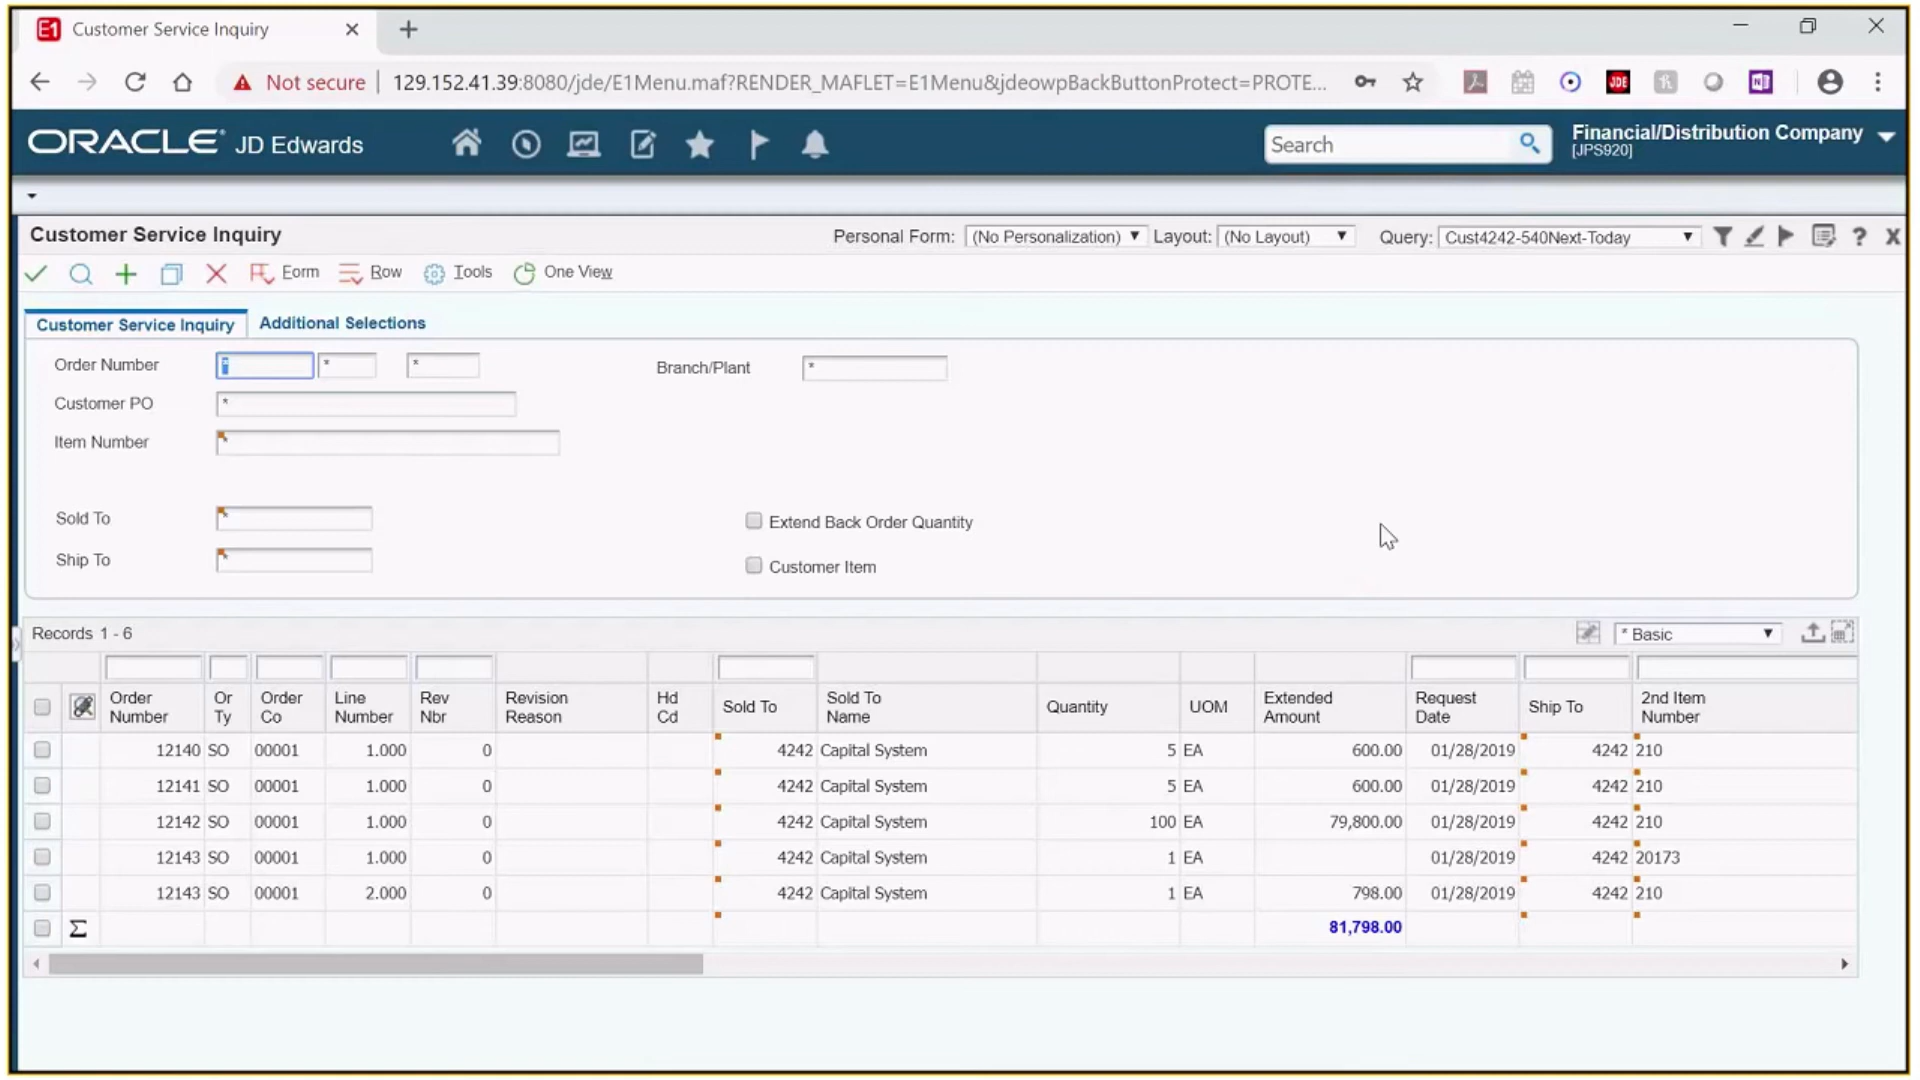 E1 Customer Service Inquiry
Not secure 129.152.41.39:8080/jde/E1Menu.maf?RENDER_MAFLET=E1Menu&jdeowpBackButtonProtect=PROTE... JDE N
ORACLE JD Edwards Search Financial/Distribution Company
[JPS920]
Customer Service Inquiry Personal Form: (No Personalization) Layout: (No Layout) Query: Cust4242-540Next-Today ? X
Form Row Tools One View
Customer Service Inquiry Additional Selections
Order Number * * * Branch/Plant *
Customer PO *
Item Number *
Sold To * Extend Back Order Quantity
Ship To * Customer Item
Records 1 - 6 * Basic
Order Number Or Ty Order Co Line Number Rev Nbr Revision Reason Hd Cd Sold To Sold To Name Quantity UOM Extended Amount Request Date Ship To 2nd Item Number
12140 SO 00001 1.000 0 4242 Capital System 5 EA 600.00 01/28/2019 4242 210
12141 SO 00001 1.000 0 4242 Capital System 5 EA 600.00 01/28/2019 4242 210
12142 SO 00001 1.000 0 4242 Capital System 100 EA 79,800.00 01/28/2019 4242 210
12143 SO 00001 1.000 0 4242 Capital System 1 EA 01/28/2019 4242 20173
12143 SO 00001 2.000 0 4242 Capital System 1 EA 798.00 01/28/2019 4242 210
Σ 81,798.00